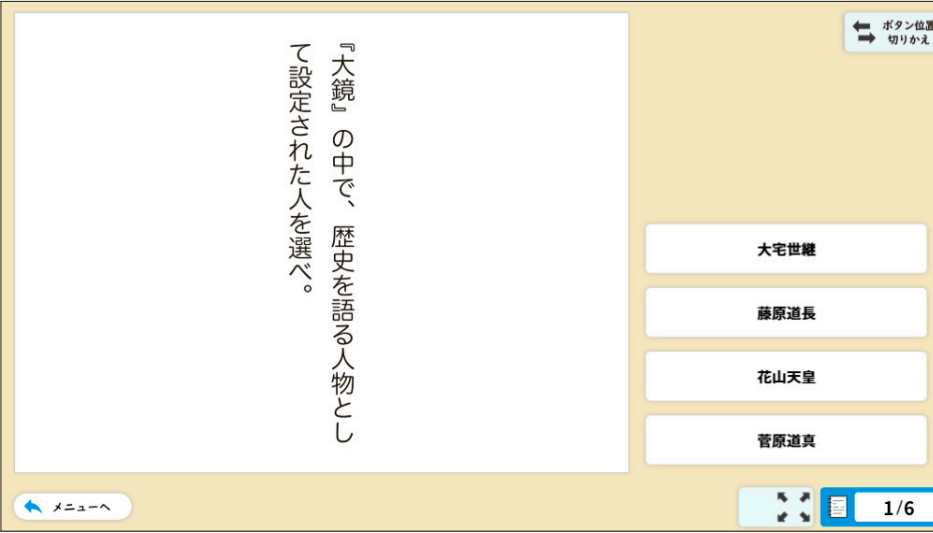 『大鏡』の中で、歴史を語る人物とし
て設定された人を選べ。
ボタン位置
切りかえ
大宅世継
藤原道長
花山天皇
菅原道真
メニューへ
1/6